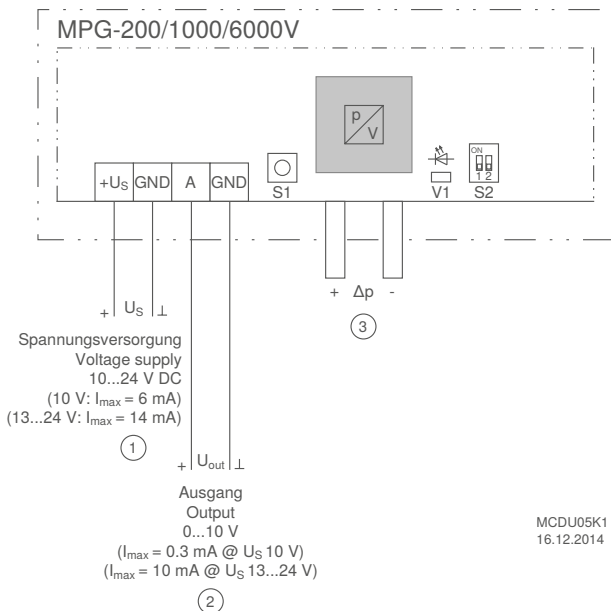 MPG-200/1000/6000V
p
V
ON
1 2
+US GND A GND
S1
V1
S2
+ Δp -
3
+ US ⊥
Spannungsversorgung
Voltage supply
10...24 V DC
(10 V: Imax = 6 mA)
(13...24 V: Imax = 14 mA)
1
+ Uout ⊥
Ausgang
Output
0...10 V
(Imax = 0.3 mA @ US 10 V)
(Imax = 10 mA @ US 13...24 V)
2
MCDU05K1
16.12.2014